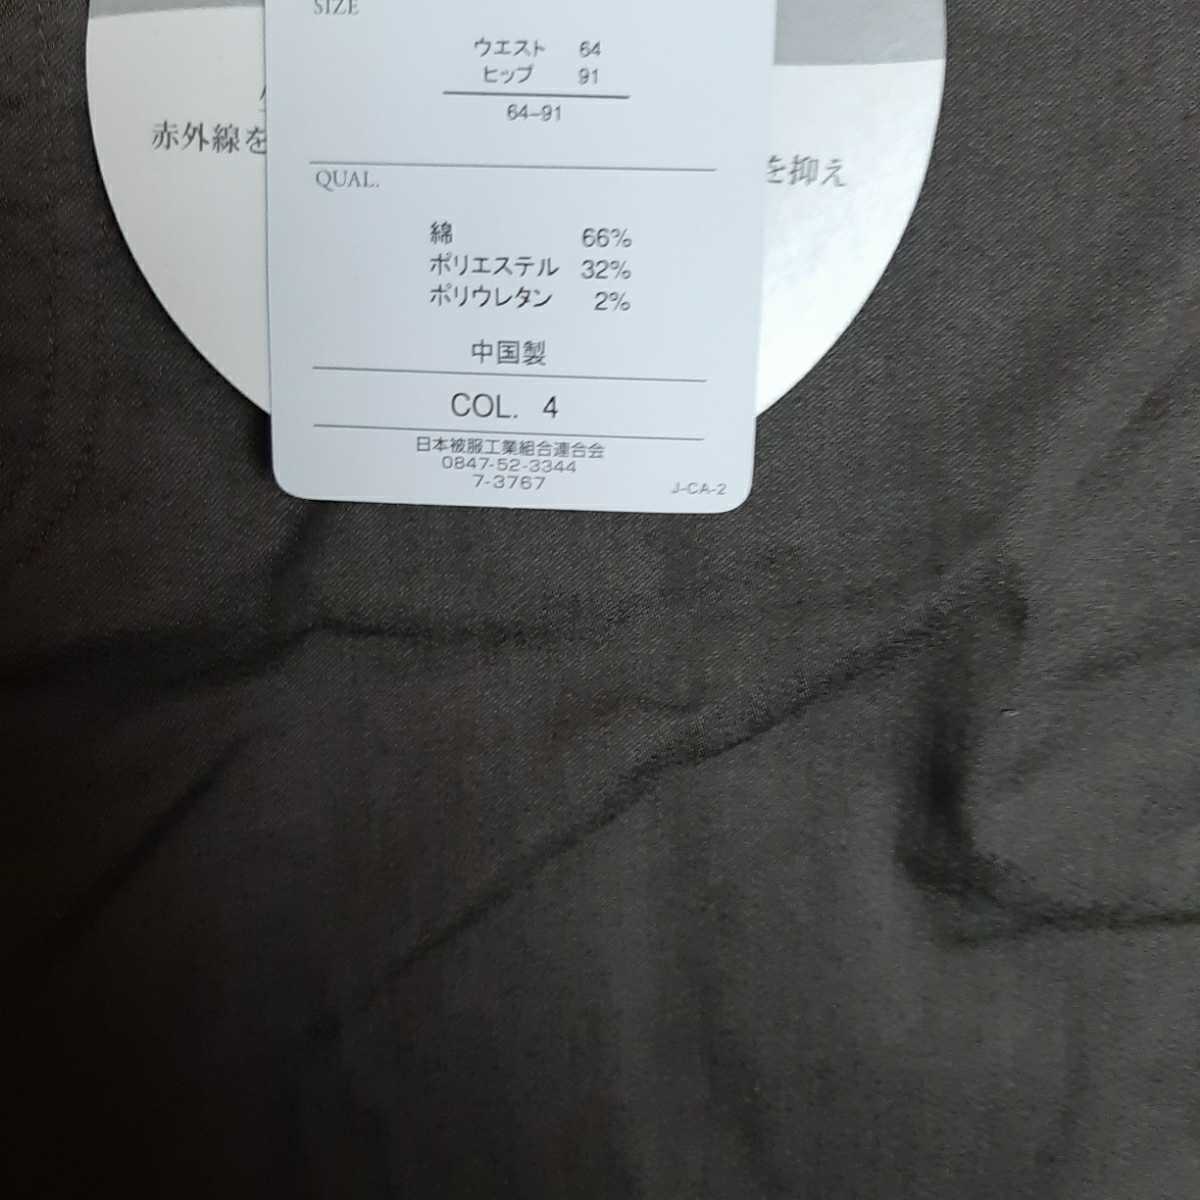 SIZE
ウエスト 64
ヒップ 91
64-91
赤外線を
を抑え
QUAL.
綿 66%
ポリエステル 32%
ポリウレタン 2%
中国製
COL. 4
日本被服工業組合連合会
0847-52-3344
7-3767
J-CA-2